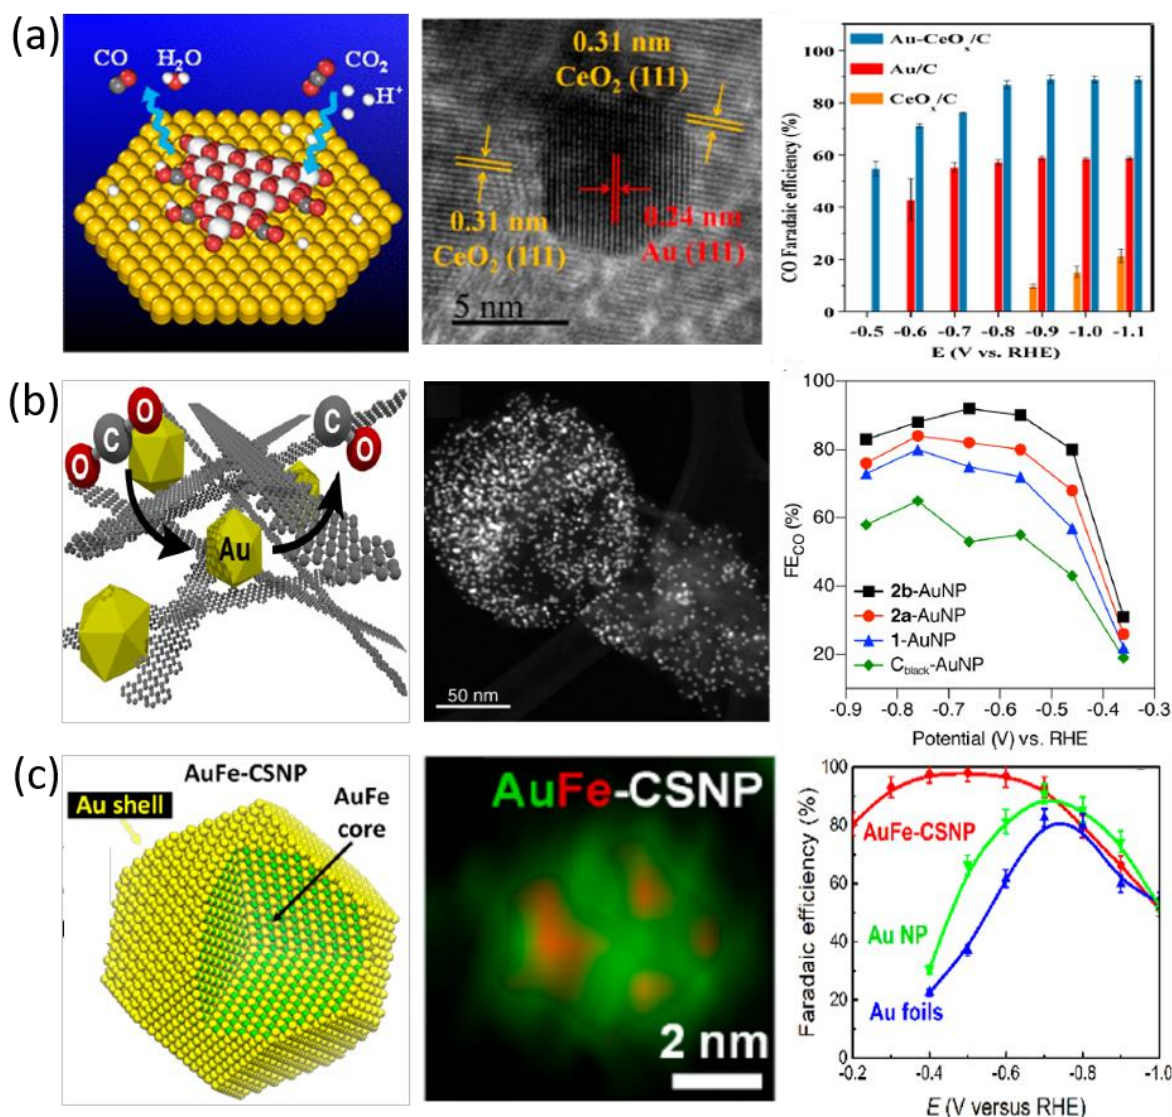 (a)
CO
H₂O
CO₂
H⁺
0.31 nm
CeO₂ (111)
0.31 nm
CeO₂ (111)
0.24 nm
Au (111)
5 nm
CO Faradaic efficiency (%)
100
80
60
40
20
0
Au-CeOₓ/C
Au/C
CeOₓ/C
-0.5 -0.6 -0.7 -0.8 -0.9 -1.0 -1.1
E (V vs. RHE)
(b)
O
C
O
C
O
Au
50 nm
FE_CO (%)
100
80
60
40
20
2b-AuNP
2a-AuNP
1-AuNP
C_black-AuNP
-0.9 -0.8 -0.7 -0.6 -0.5 -0.4 -0.3
Potential (V) vs. RHE
(c)
AuFe-CSNP
Au shell
AuFe
core
AuFe-CSNP
2 nm
Faradaic efficiency (%)
100
80
60
40
20
0
AuFe-CSNP
Au NP
Au foils
-0.2 -0.4 -0.6 -0.8 -1.0
E (V versus RHE)